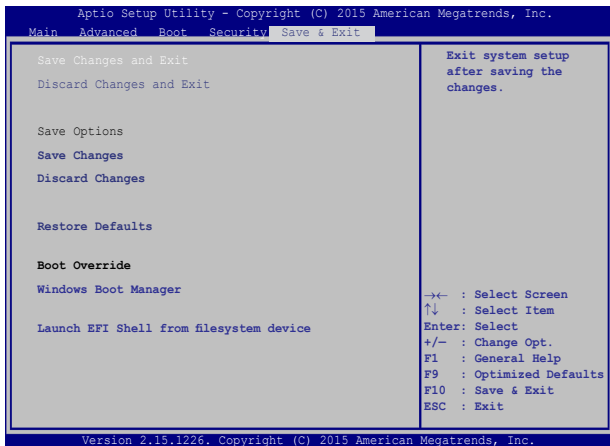 Aptio Setup Utility - Copyright (C) 2015 American Megatrends, Inc.
Main Advanced Boot Security Save & Exit
Save Changes and Exit
Discard Changes and Exit
Save Options
Save Changes
Discard Changes
Restore Defaults
Boot Override
Windows Boot Manager
Launch EFI Shell from filesystem device
Exit system setup
after saving the
changes.
→← : Select Screen
↑↓ : Select Item
Enter: Select
+/— : Change Opt.
F1 : General Help
F9 : Optimized Defaults
F10 : Save & Exit
ESC : Exit
Version 2.15.1226. Copyright (C) 2015 American Megatrends, Inc.